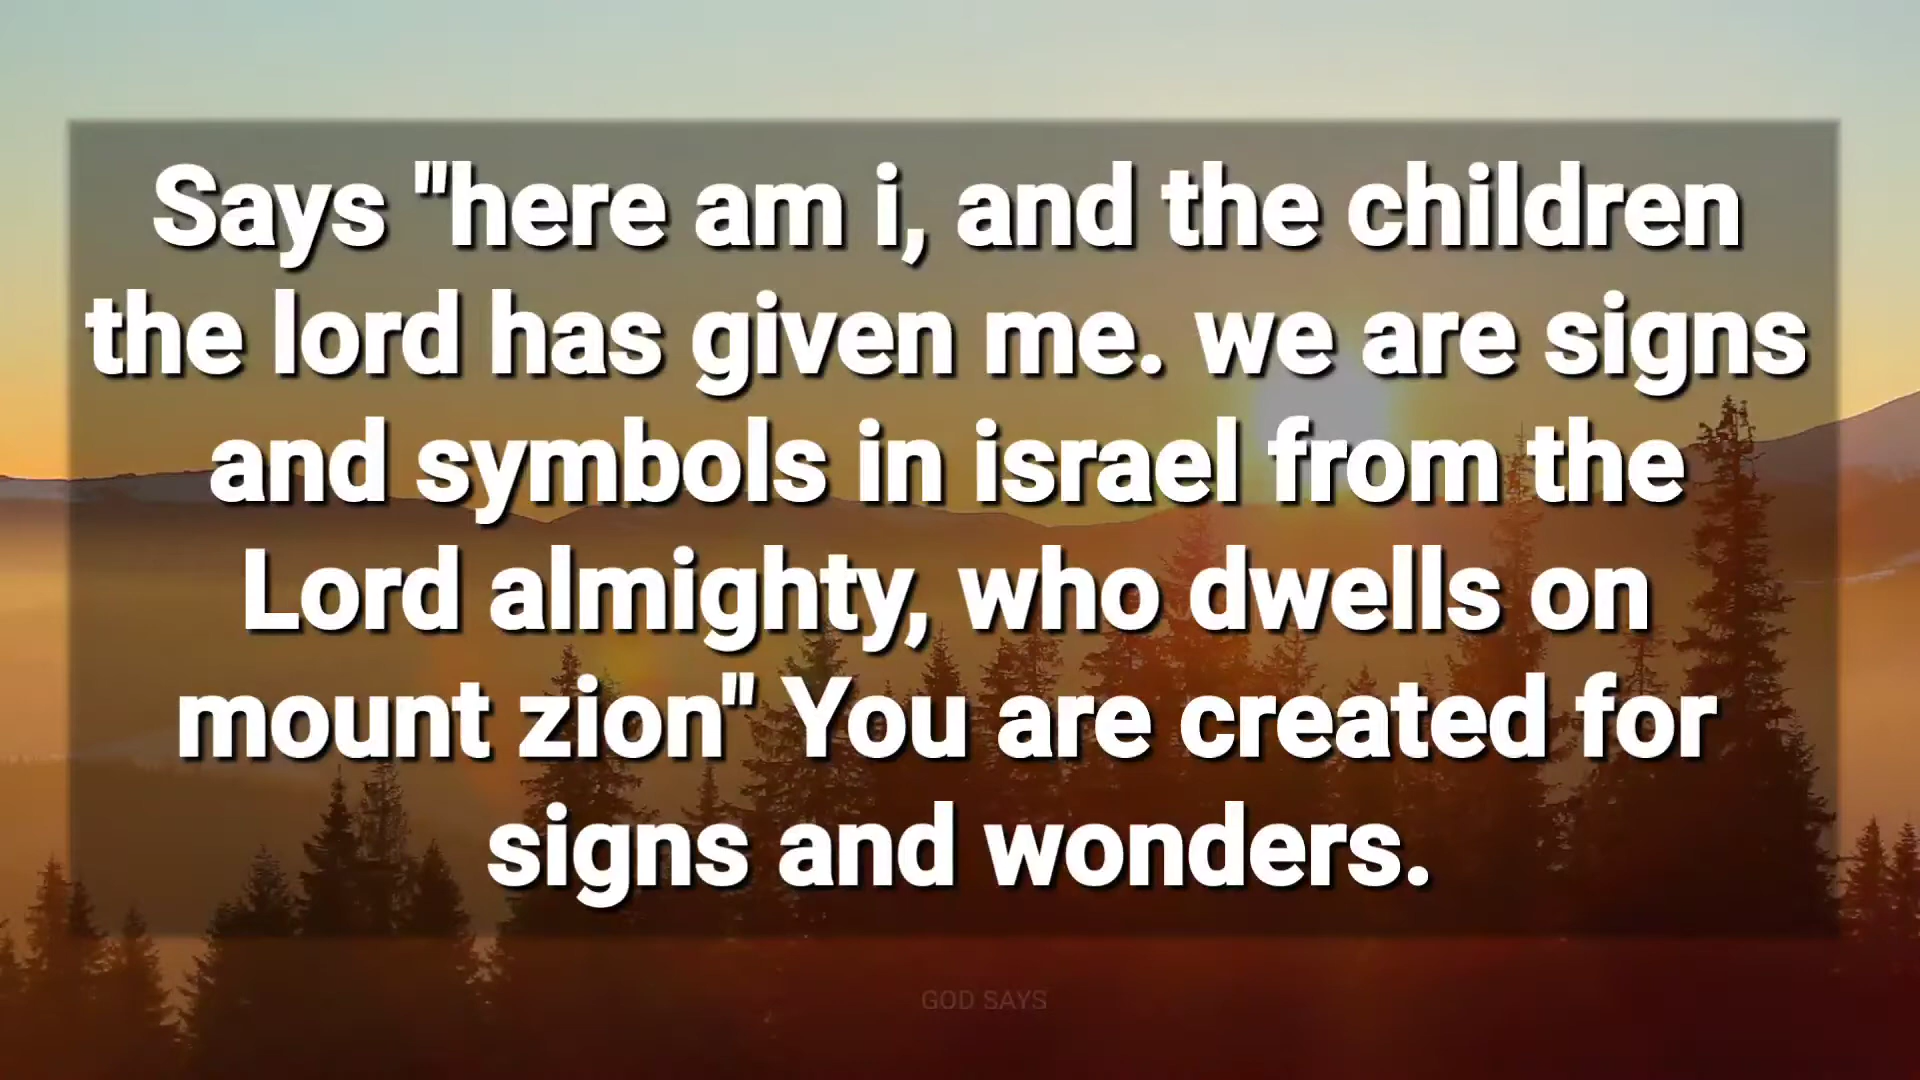 Says "here am i, and the children
the lord has given me. we are signs
and symbols in israel from the
Lord almighty, who dwells on
mount zion" You are created for
signs and wonders.
GOD SAYS